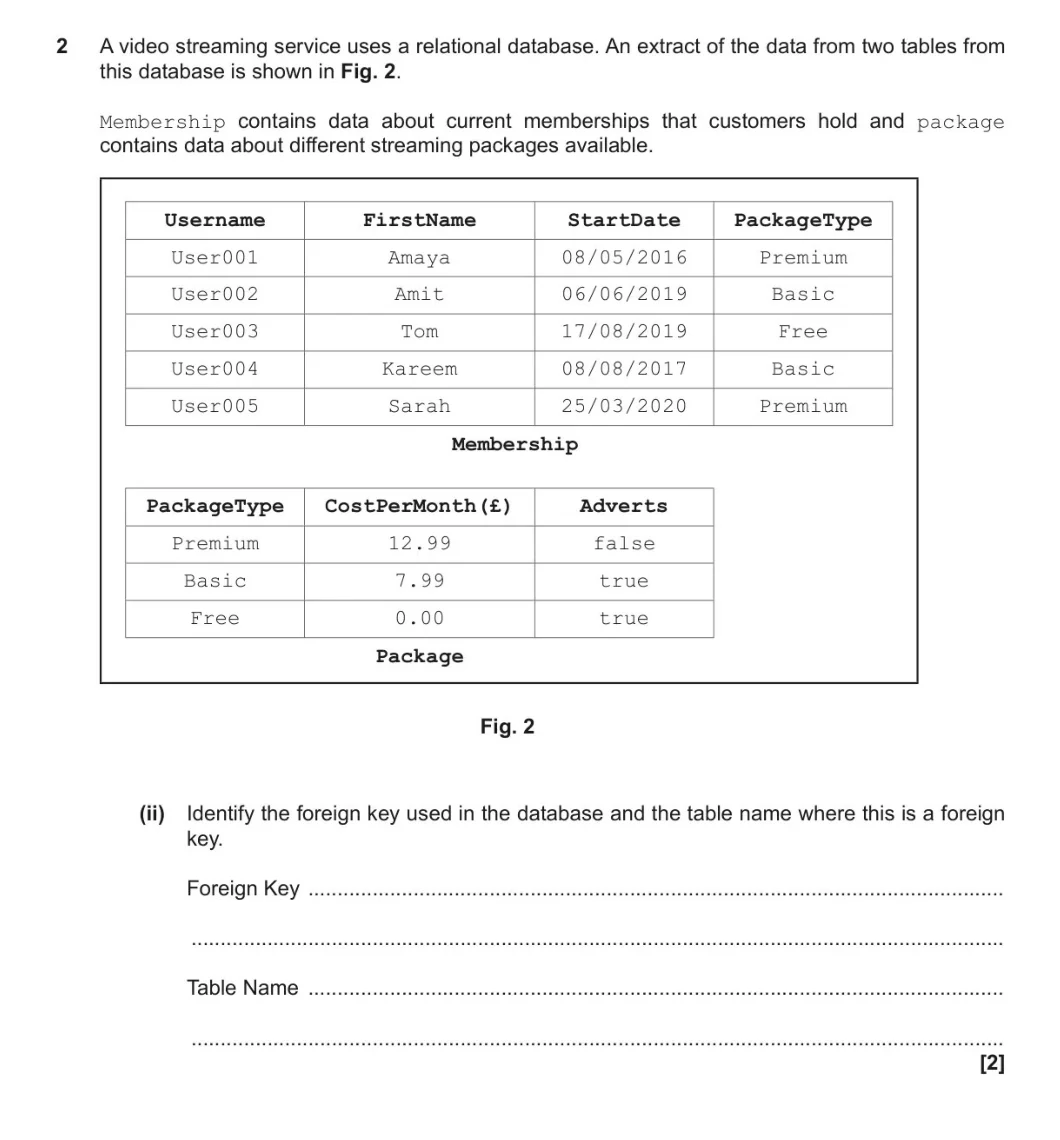 2 A video streaming service uses a relational database. An extract of the data from two tables from
this database is shown in Fig. 2.
Membership contains data about current memberships that customers hold and package
contains data about different streaming packages available.
Username FirstName StartDate PackageType
User001 Amaya 08/05/2016 Premium
User002 Amit 06/06/2019 Basic
User003 Tom 17/08/2019 Free
User004 Kareem 08/08/2017 Basic
User005 Sarah 25/03/2020 Premium
Membership
PackageType CostPerMonth(£) Adverts
Premium 12.99 false
Basic 7.99 true
Free 0.00 true
Package
Fig. 2
(ii) Identify the foreign key used in the database and the table name where this is a foreign
key.
Foreign Key ........................................................................................................................
............................................................................................................................................
Table Name ........................................................................................................................
............................................................................................................................................
[2]